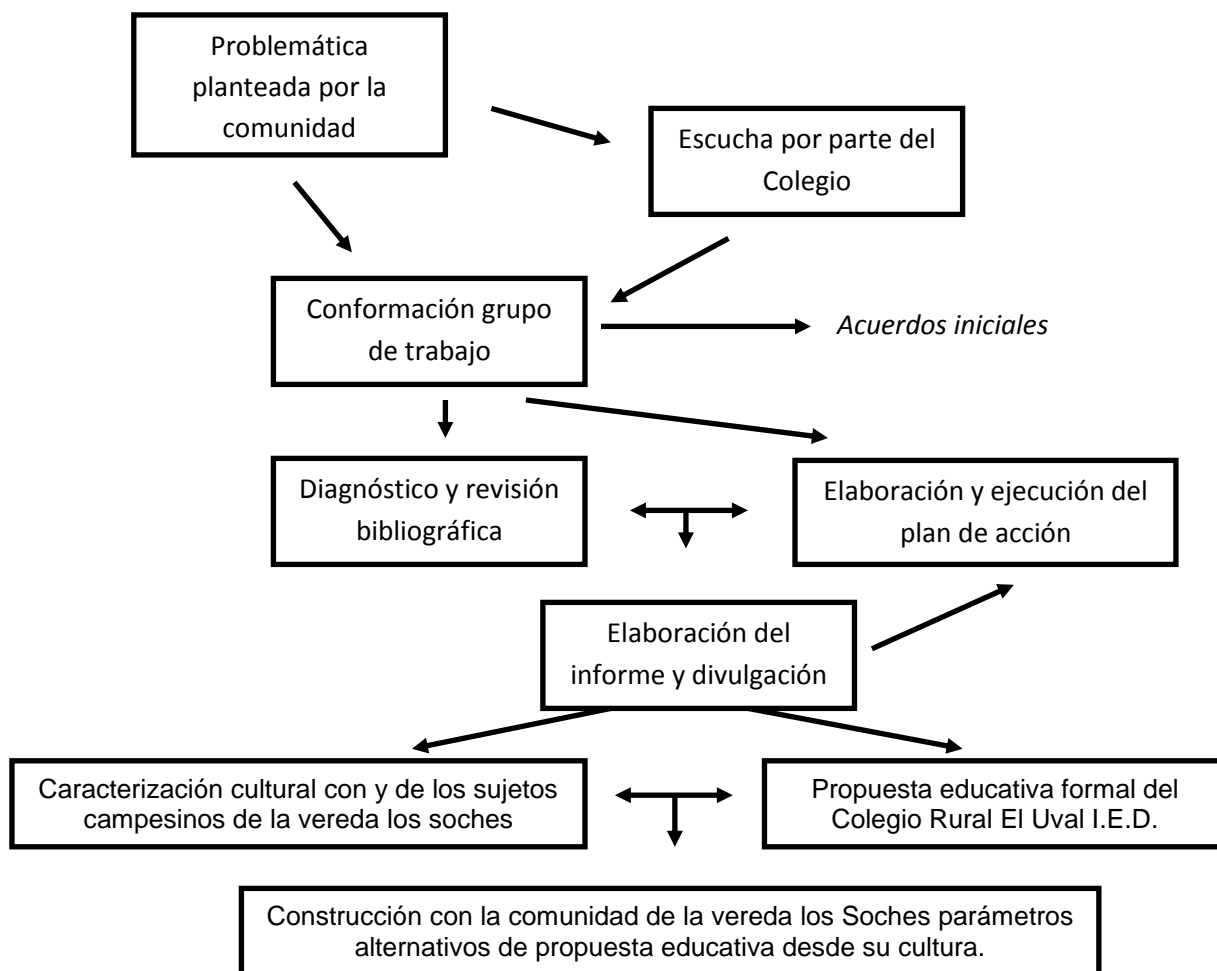 Problemática
planteada por la
comunidad
Escucha por parte del
Colegio
Conformación grupo
de trabajo
Acuerdos iniciales
Diagnóstico y revisión
bibliográfica
Elaboración y ejecución del
plan de acción
Elaboración del
informe y divulgación
Caracterización cultural con y de los sujetos
campesinos de la vereda los soches
Propuesta educativa formal del
Colegio Rural El Uval I.E.D.
Construcción con la comunidad de la vereda los Soches parámetros
alternativos de propuesta educativa desde su cultura.